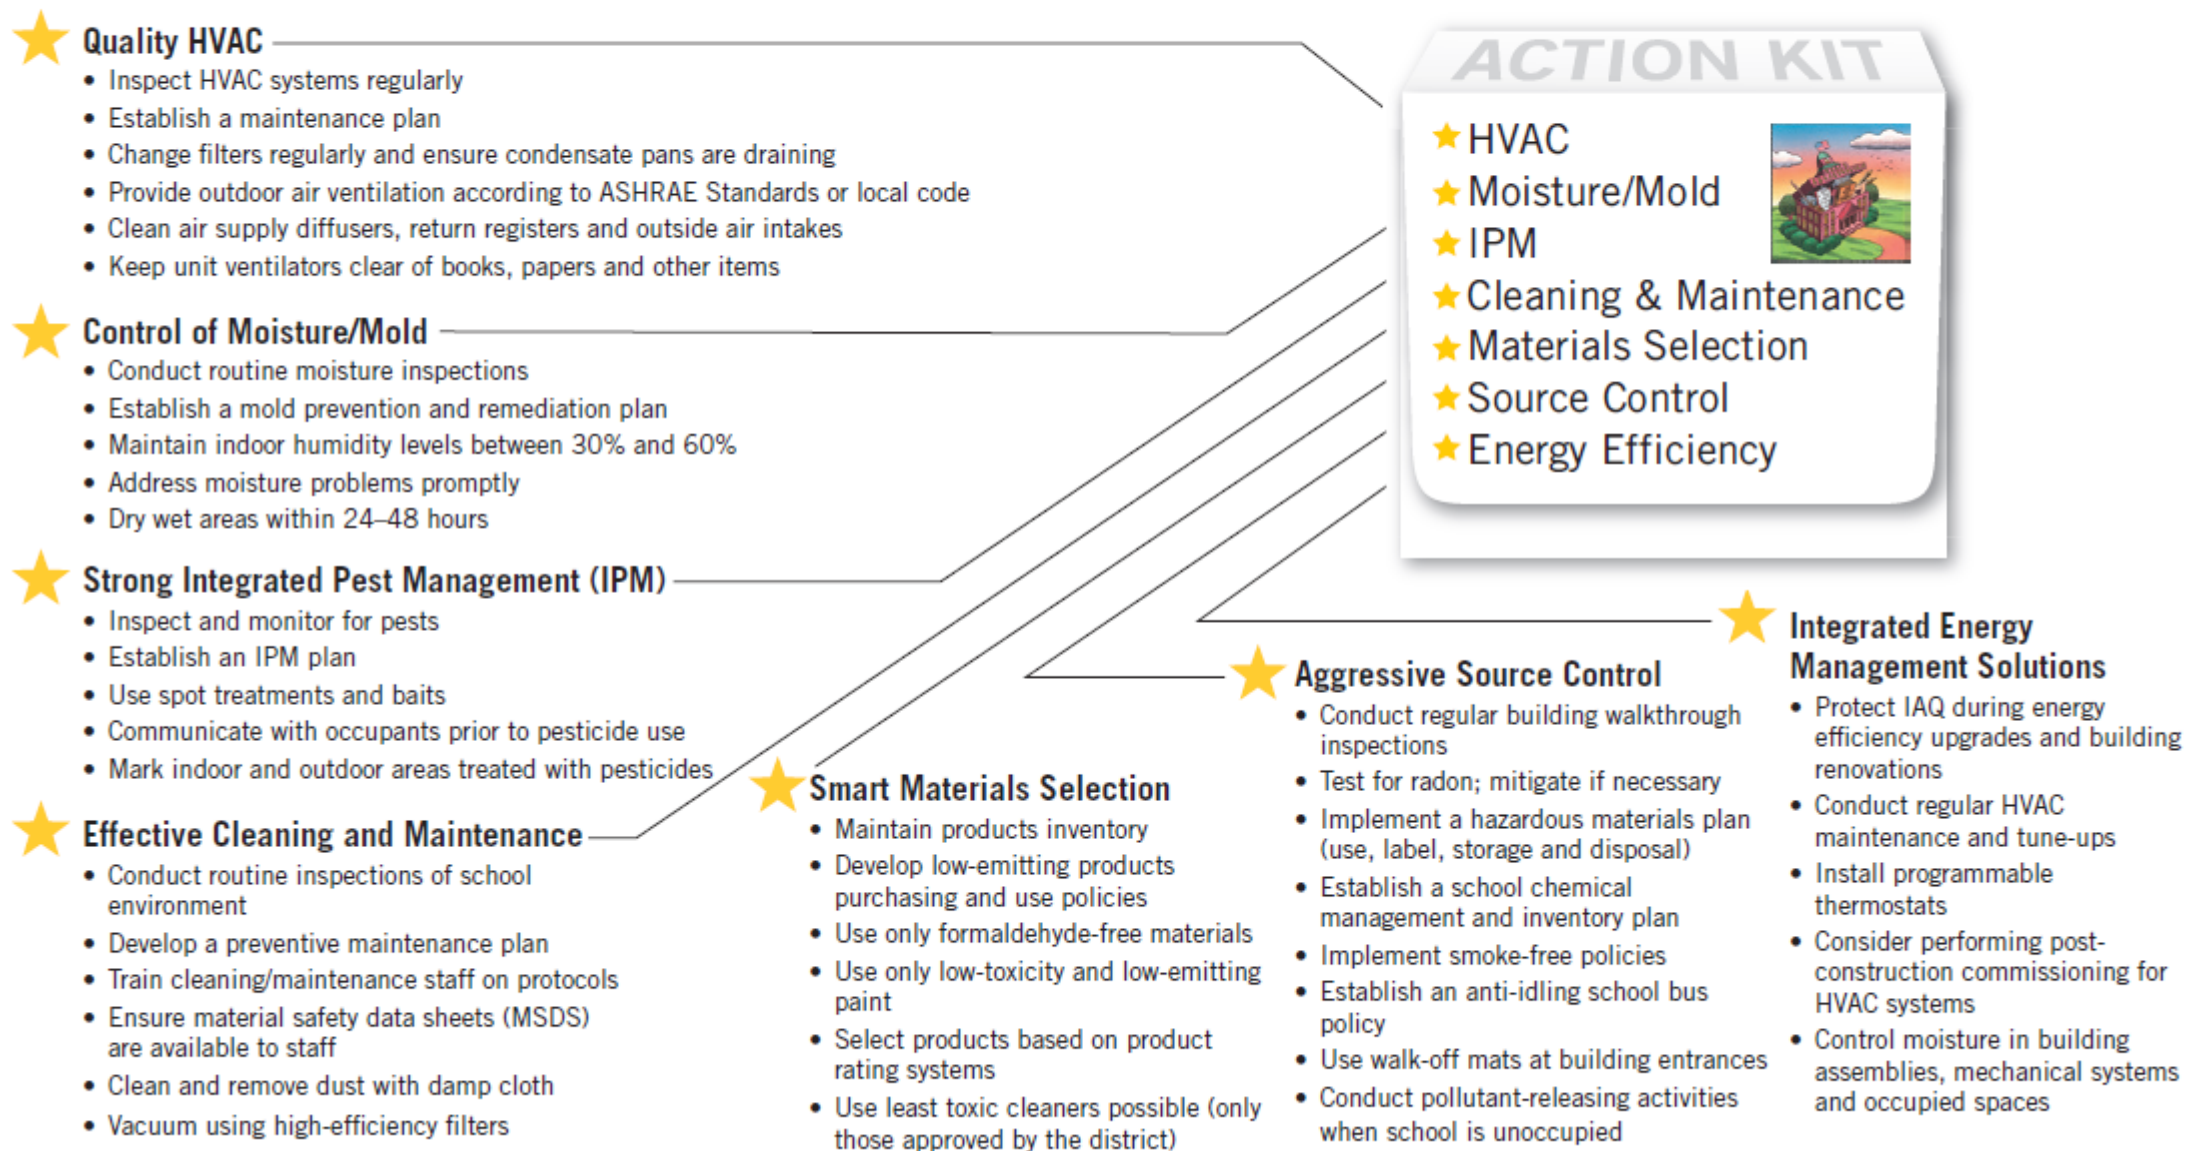 Quality HVAC
• Inspect HVAC systems regularly
• Establish a maintenance plan
• Change filters regularly and ensure condensate pans are draining
• Provide outdoor air ventilation according to ASHRAE Standards or local code
• Clean air supply diffusers, return registers and outside air intakes
• Keep unit ventilators clear of books, papers and other items
Control of Moisture/Mold
• Conduct routine moisture inspections
• Establish a mold prevention and remediation plan
• Maintain indoor humidity levels between 30% and 60%
• Address moisture problems promptly
• Dry wet areas within 24–48 hours
Strong Integrated Pest Management (IPM)
• Inspect and monitor for pests
• Establish an IPM plan
• Use spot treatments and baits
• Communicate with occupants prior to pesticide use
• Mark indoor and outdoor areas treated with pesticides
Effective Cleaning and Maintenance
• Conduct routine inspections of school
environment
• Develop a preventive maintenance plan
• Train cleaning/maintenance staff on protocols
• Ensure material safety data sheets (MSDS)
are available to staff
• Clean and remove dust with damp cloth
• Vacuum using high-efficiency filters
Smart Materials Selection
• Maintain products inventory
• Develop low-emitting products
purchasing and use policies
• Use only formaldehyde-free materials
• Use only low-toxicity and low-emitting
paint
• Select products based on product
rating systems
• Use least toxic cleaners possible (only
those approved by the district)
Aggressive Source Control
• Conduct regular building walkthrough
inspections
• Test for radon; mitigate if necessary
• Implement a hazardous materials plan
(use, label, storage and disposal)
• Establish a school chemical
management and inventory plan
• Implement smoke-free policies
• Establish an anti-idling school bus
policy
• Use walk-off mats at building entrances
• Conduct pollutant-releasing activities
when school is unoccupied
Integrated Energy
Management Solutions
• Protect IAQ during energy
efficiency upgrades and building
renovations
• Conduct regular HVAC
maintenance and tune-ups
• Install programmable
thermostats
• Consider performing post-
construction commissioning for
HVAC systems
• Control moisture in building
assemblies, mechanical systems
and occupied spaces
ACTION KIT
HVAC
Moisture/Mold
IPM
Cleaning & Maintenance
Materials Selection
Source Control
Energy Efficiency